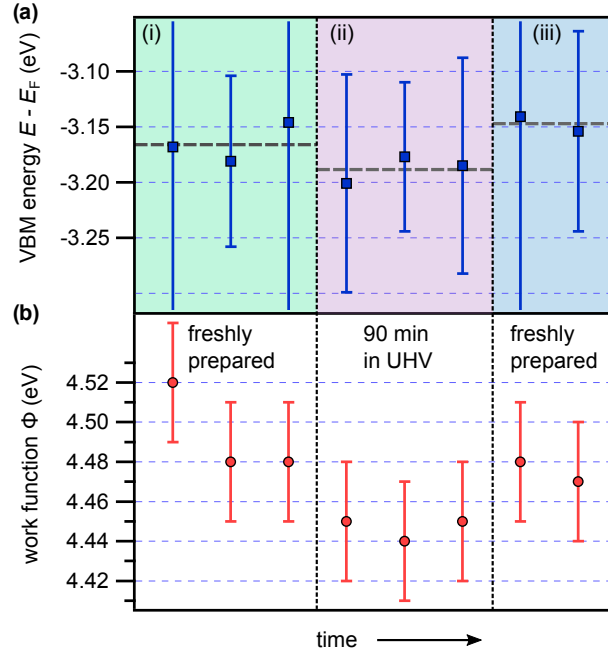 (a)
(i)
(ii)
(iii)
VBM energy E - E_F (eV)
-3.10
-3.15
-3.20
-3.25
(b)
freshly
prepared
90 min
in UHV
freshly
prepared
work function Φ (eV)
4.52
4.50
4.48
4.46
4.44
4.42
time